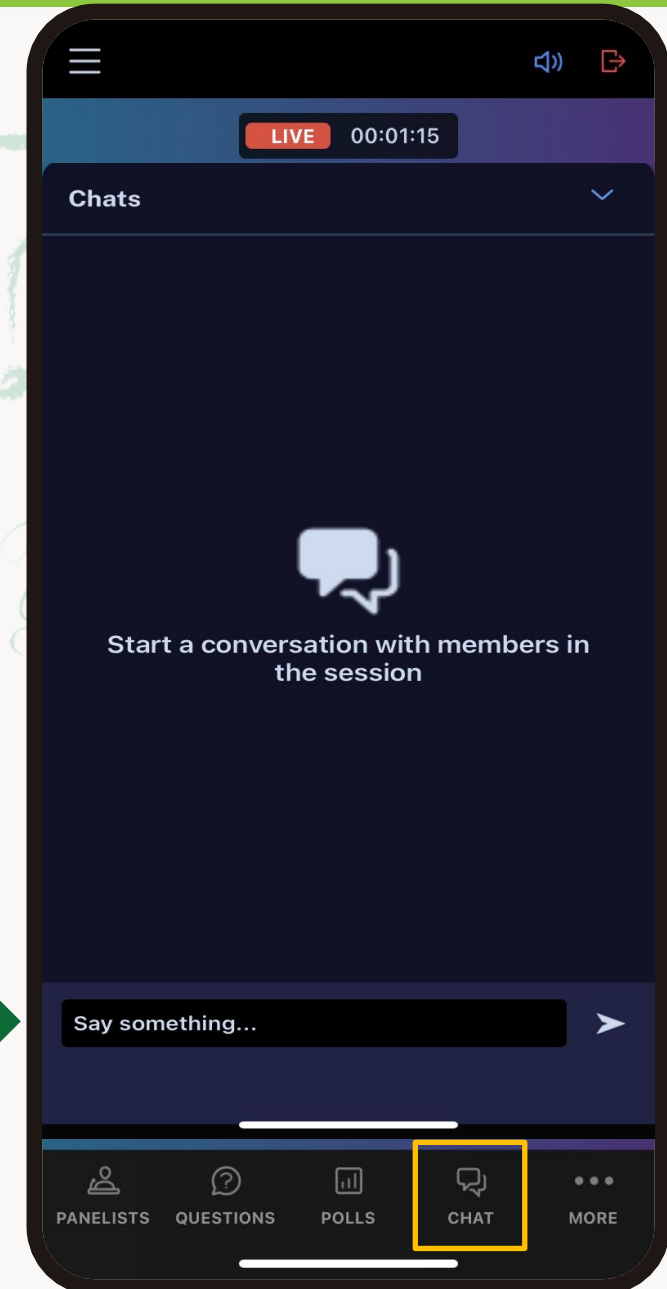 LIVE 00:01:15
Chats
Start a conversation with members in
the session
Say something...
PANELISTS QUESTIONS POLLS CHAT MORE